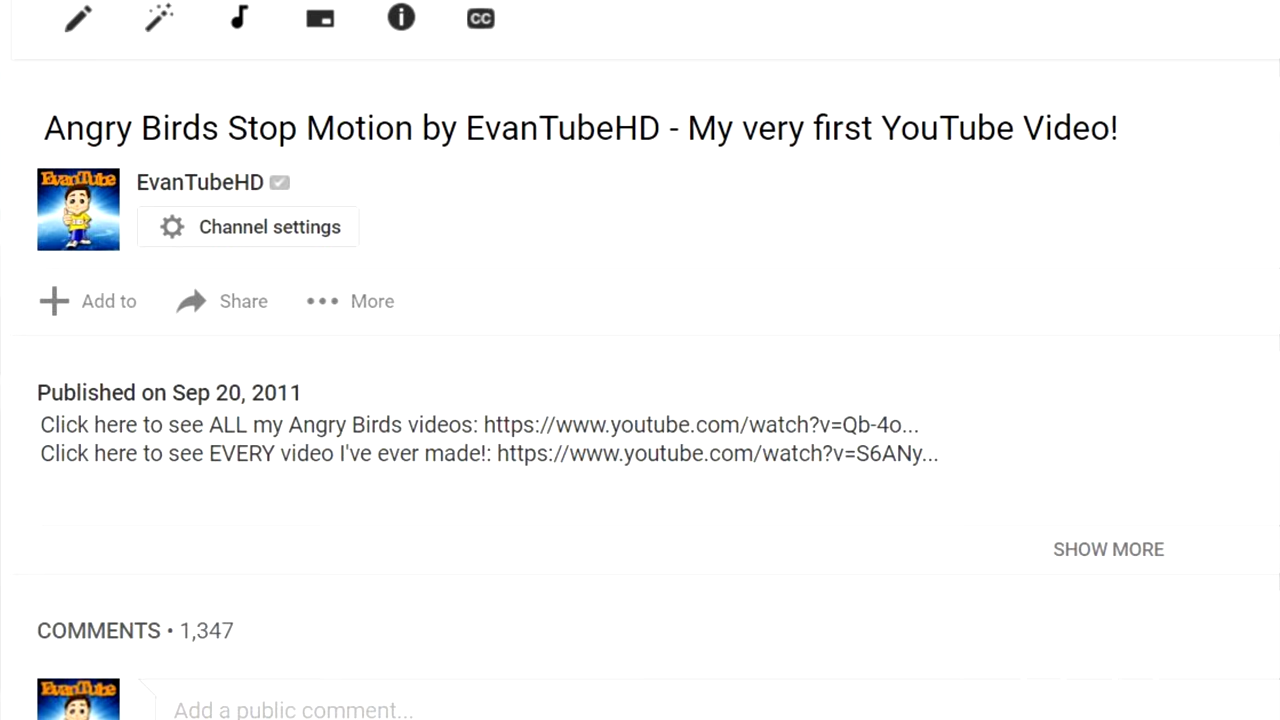 CC
Angry Birds Stop Motion by EvanTubeHD - My very first YouTube Video!
EvanTube
EvanTubeHD
Channel settings
Add to
Share
More
Published on Sep 20, 2011
Click here to see ALL my Angry Birds videos: https://www.youtube.com/watch?v=Qb-4o...
Click here to see EVERY video I've ever made!: https://www.youtube.com/watch?v=S6ANy...
SHOW MORE
COMMENTS • 1,347
EvanTube
Add a public comment...